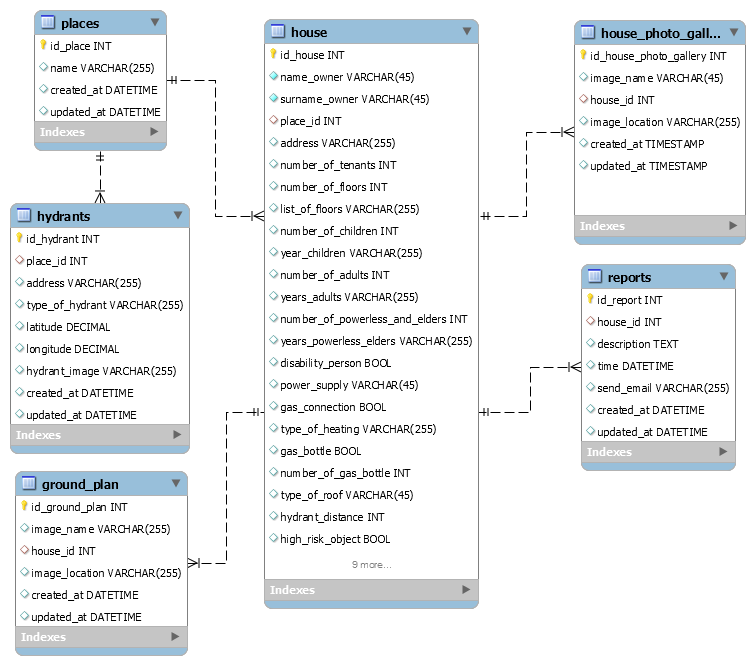 places
id_place INT
name VARCHAR(255)
created_at DATETIME
updated_at DATETIME
Indexes
hydrants
id_hydrant INT
place_id INT
address VARCHAR(255)
type_of_hydrant VARCHAR(255)
latitude DECIMAL
longitude DECIMAL
hydrant_image VARCHAR(255)
created_at DATETIME
updated_at DATETIME
Indexes
ground_plan
id_ground_plan INT
image_name VARCHAR(255)
house_id INT
image_location VARCHAR(255)
created_at DATETIME
updated_at DATETIME
Indexes
house
id_house INT
name_owner VARCHAR(45)
surname_owner VARCHAR(45)
place_id INT
address VARCHAR(255)
number_of_tenants INT
number_of_floors INT
list_of_floors VARCHAR(255)
number_of_children INT
year_children VARCHAR(255)
number_of_adults INT
years_adults VARCHAR(255)
number_of_powerless_and_elders INT
years_powerless_elders VARCHAR(255)
disability_person BOOL
power_supply VARCHAR(45)
gas_connection BOOL
type_of_heating VARCHAR(255)
gas_bottle BOOL
number_of_gas_bottle INT
type_of_roof VARCHAR(45)
hydrant_distance INT
high_risk_object BOOL
9 more...
Indexes
house_photo_gall...
id_house_photo_gallery INT
image_name VARCHAR(45)
house_id INT
image_location VARCHAR(255)
created_at TIMESTAMP
updated_at TIMESTAMP
Indexes
reports
id_report INT
house_id INT
description TEXT
time DATETIME
send_email VARCHAR(255)
created_at DATETIME
updated_at DATETIME
Indexes